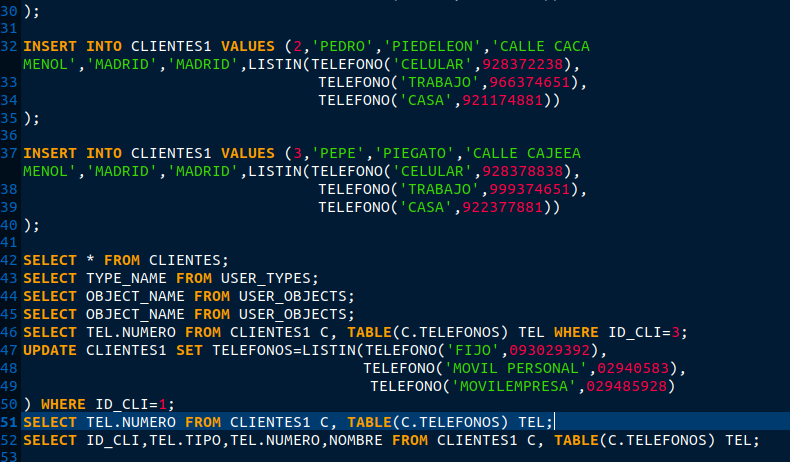 30 );
31
32 INSERT INTO CLIENTES1 VALUES (2,'PEDRO','PIEDELEON','CALLE CACA
MENOL','MADRID','MADRID',LISTIN(TELEFONO('CELULAR',928372238),
33 TELEFONO('TRABAJO',966374651),
34 TELEFONO('CASA',921174881))
35 );
36
37 INSERT INTO CLIENTES1 VALUES (3,'PEPE','PIEGATO','CALLE CAJEEA
MENOL','MADRID','MADRID',LISTIN(TELEFONO('CELULAR',928378838),
38 TELEFONO('TRABAJO',999374651),
39 TELEFONO('CASA',922377881))
40 );
41
42 SELECT * FROM CLIENTES;
43 SELECT TYPE_NAME FROM USER_TYPES;
44 SELECT OBJECT_NAME FROM USER_OBJECTS;
45 SELECT OBJECT_NAME FROM USER_OBJECTS;
46 SELECT TEL.NUMERO FROM CLIENTES1 C, TABLE(C.TELEFONOS) TEL WHERE ID_CLI=3;
47 UPDATE CLIENTES1 SET TELEFONOS=LISTIN(TELEFONO('FIJO',093029392),
48 TELEFONO('MOVIL PERSONAL',02940583),
49 TELEFONO('MOVILEMPRESA',029485928)
50 ) WHERE ID_CLI=1;
51 SELECT TEL.NUMERO FROM CLIENTES1 C, TABLE(C.TELEFONOS) TEL;
52 SELECT ID_CLI,TEL.TIPO,TEL.NUMERO,NOMBRE FROM CLIENTES1 C, TABLE(C.TELEFONOS) TEL;
53